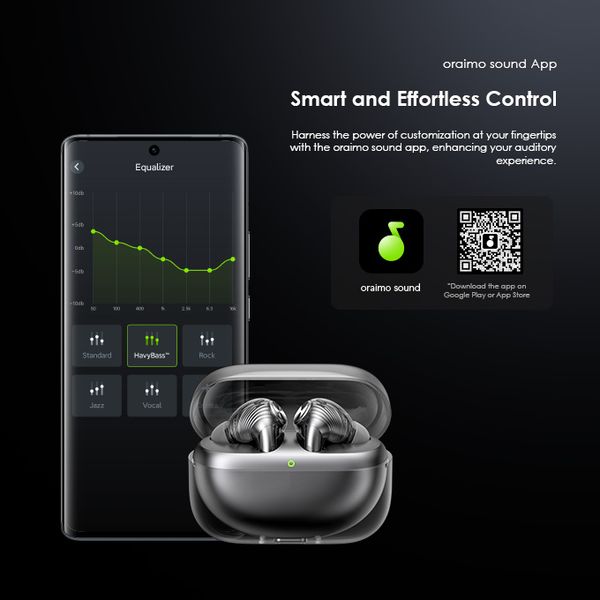 oraimo sound App
Smart and Effortless Control
Harness the power of customization at your fingertips
with the oraimo sound app, enhancing your auditory
experience.
Equalizer
+10db
+5db
0db
-5db
-10db
50 100 400 1k 2.5k 6.3 16k
Standard HavyBass™ Rock
Jazz Vocal
oraimo sound
*Download the app on
Google Play or App Store